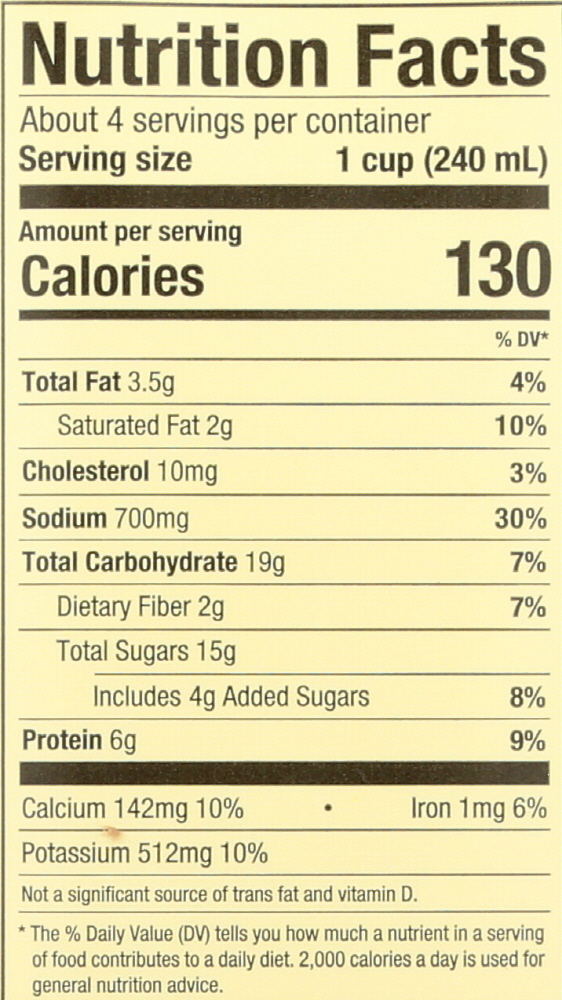 Nutrition Facts
About 4 servings per container
Serving size 1 cup (240 mL)
Amount per serving
Calories 130
% DV*
Total Fat 3.5g 4%
Saturated Fat 2g 10%
Cholesterol 10mg 3%
Sodium 700mg 30%
Total Carbohydrate 19g 7%
Dietary Fiber 2g 7%
Total Sugars 15g
Includes 4g Added Sugars 8%
Protein 6g 9%
Calcium 142mg 10% • Iron 1mg 6%
Potassium 512mg 10%
Not a significant source of trans fat and vitamin D.
* The % Daily Value (DV) tells you how much a nutrient in a serving
of food contributes to a daily diet. 2,000 calories a day is used for
general nutrition advice.